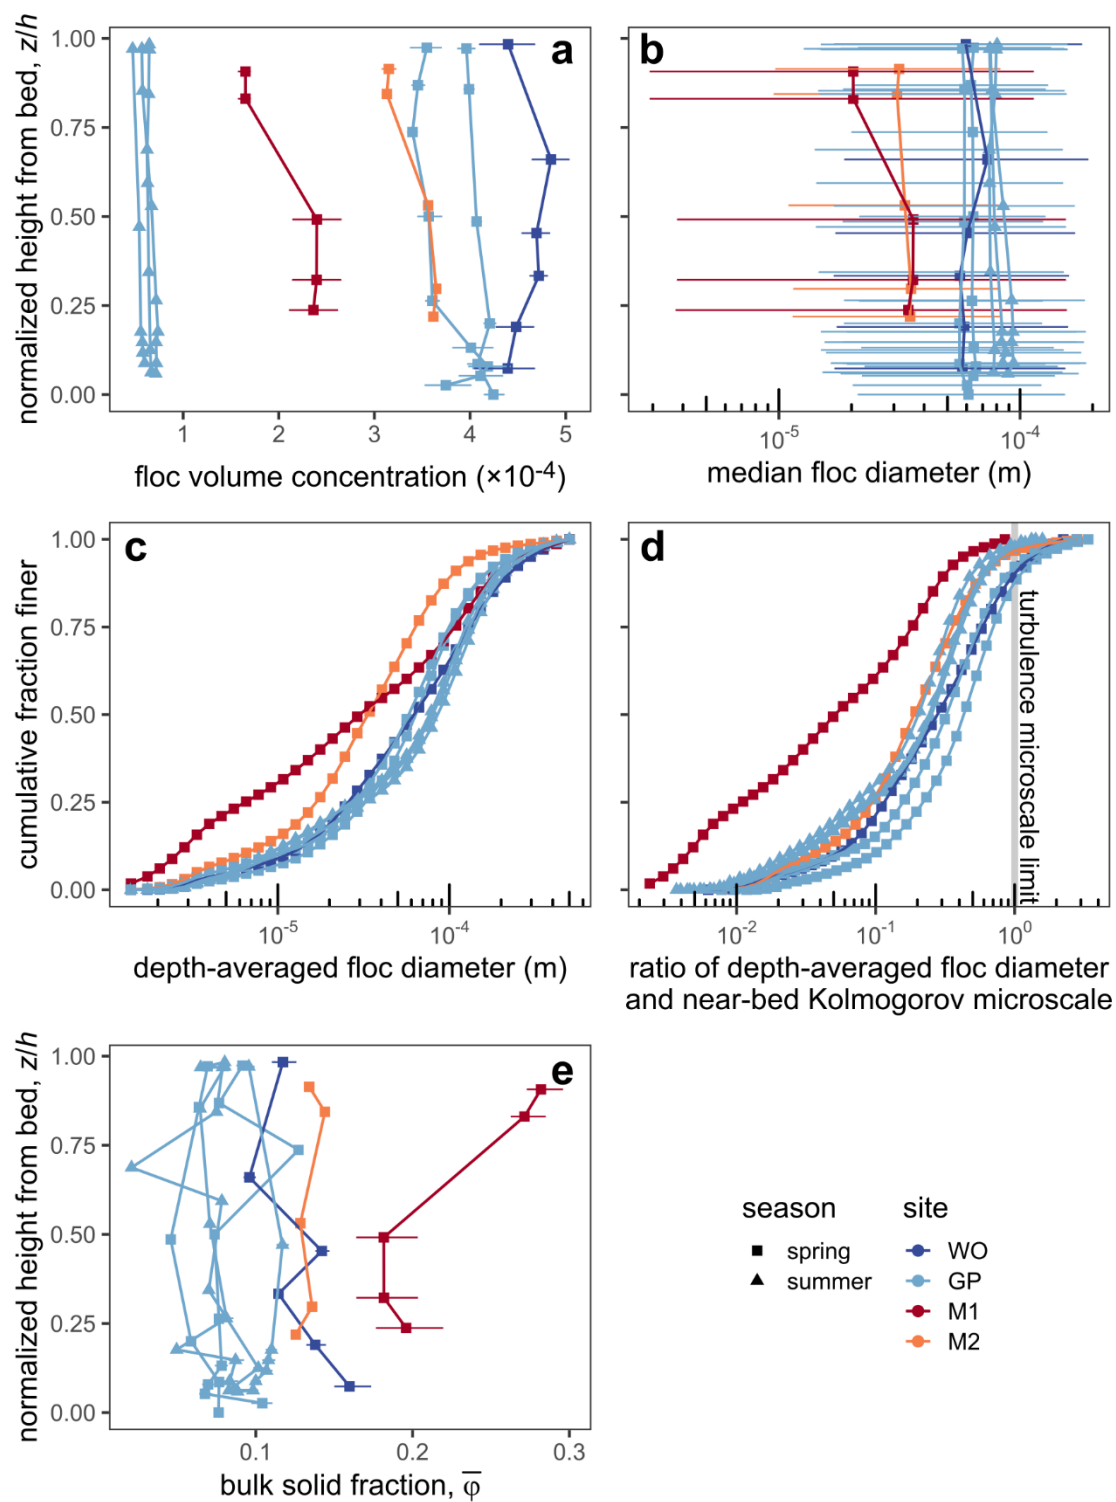 a
b
1.00
0.75
0.50
0.25
0.00
normalized height from bed, z/h
1
2
3
4
5
10-5
10-4
floc volume concentration (×10-4)
median floc diameter (m)
c
d
1.00
0.75
0.50
0.25
0.00
cumulative fraction finer
turbulence microscale limit
10-5
10-4
10-2
10-1
100
depth-averaged floc diameter (m)
ratio of depth-averaged floc diameter
and near-bed Kolmogorov microscale
e
1.00
0.75
0.50
0.25
0.00
normalized height from bed, z/h
0.1
0.2
0.3
bulk solid fraction, φ̅
season
spring
summer
site
WO
GP
M1
M2